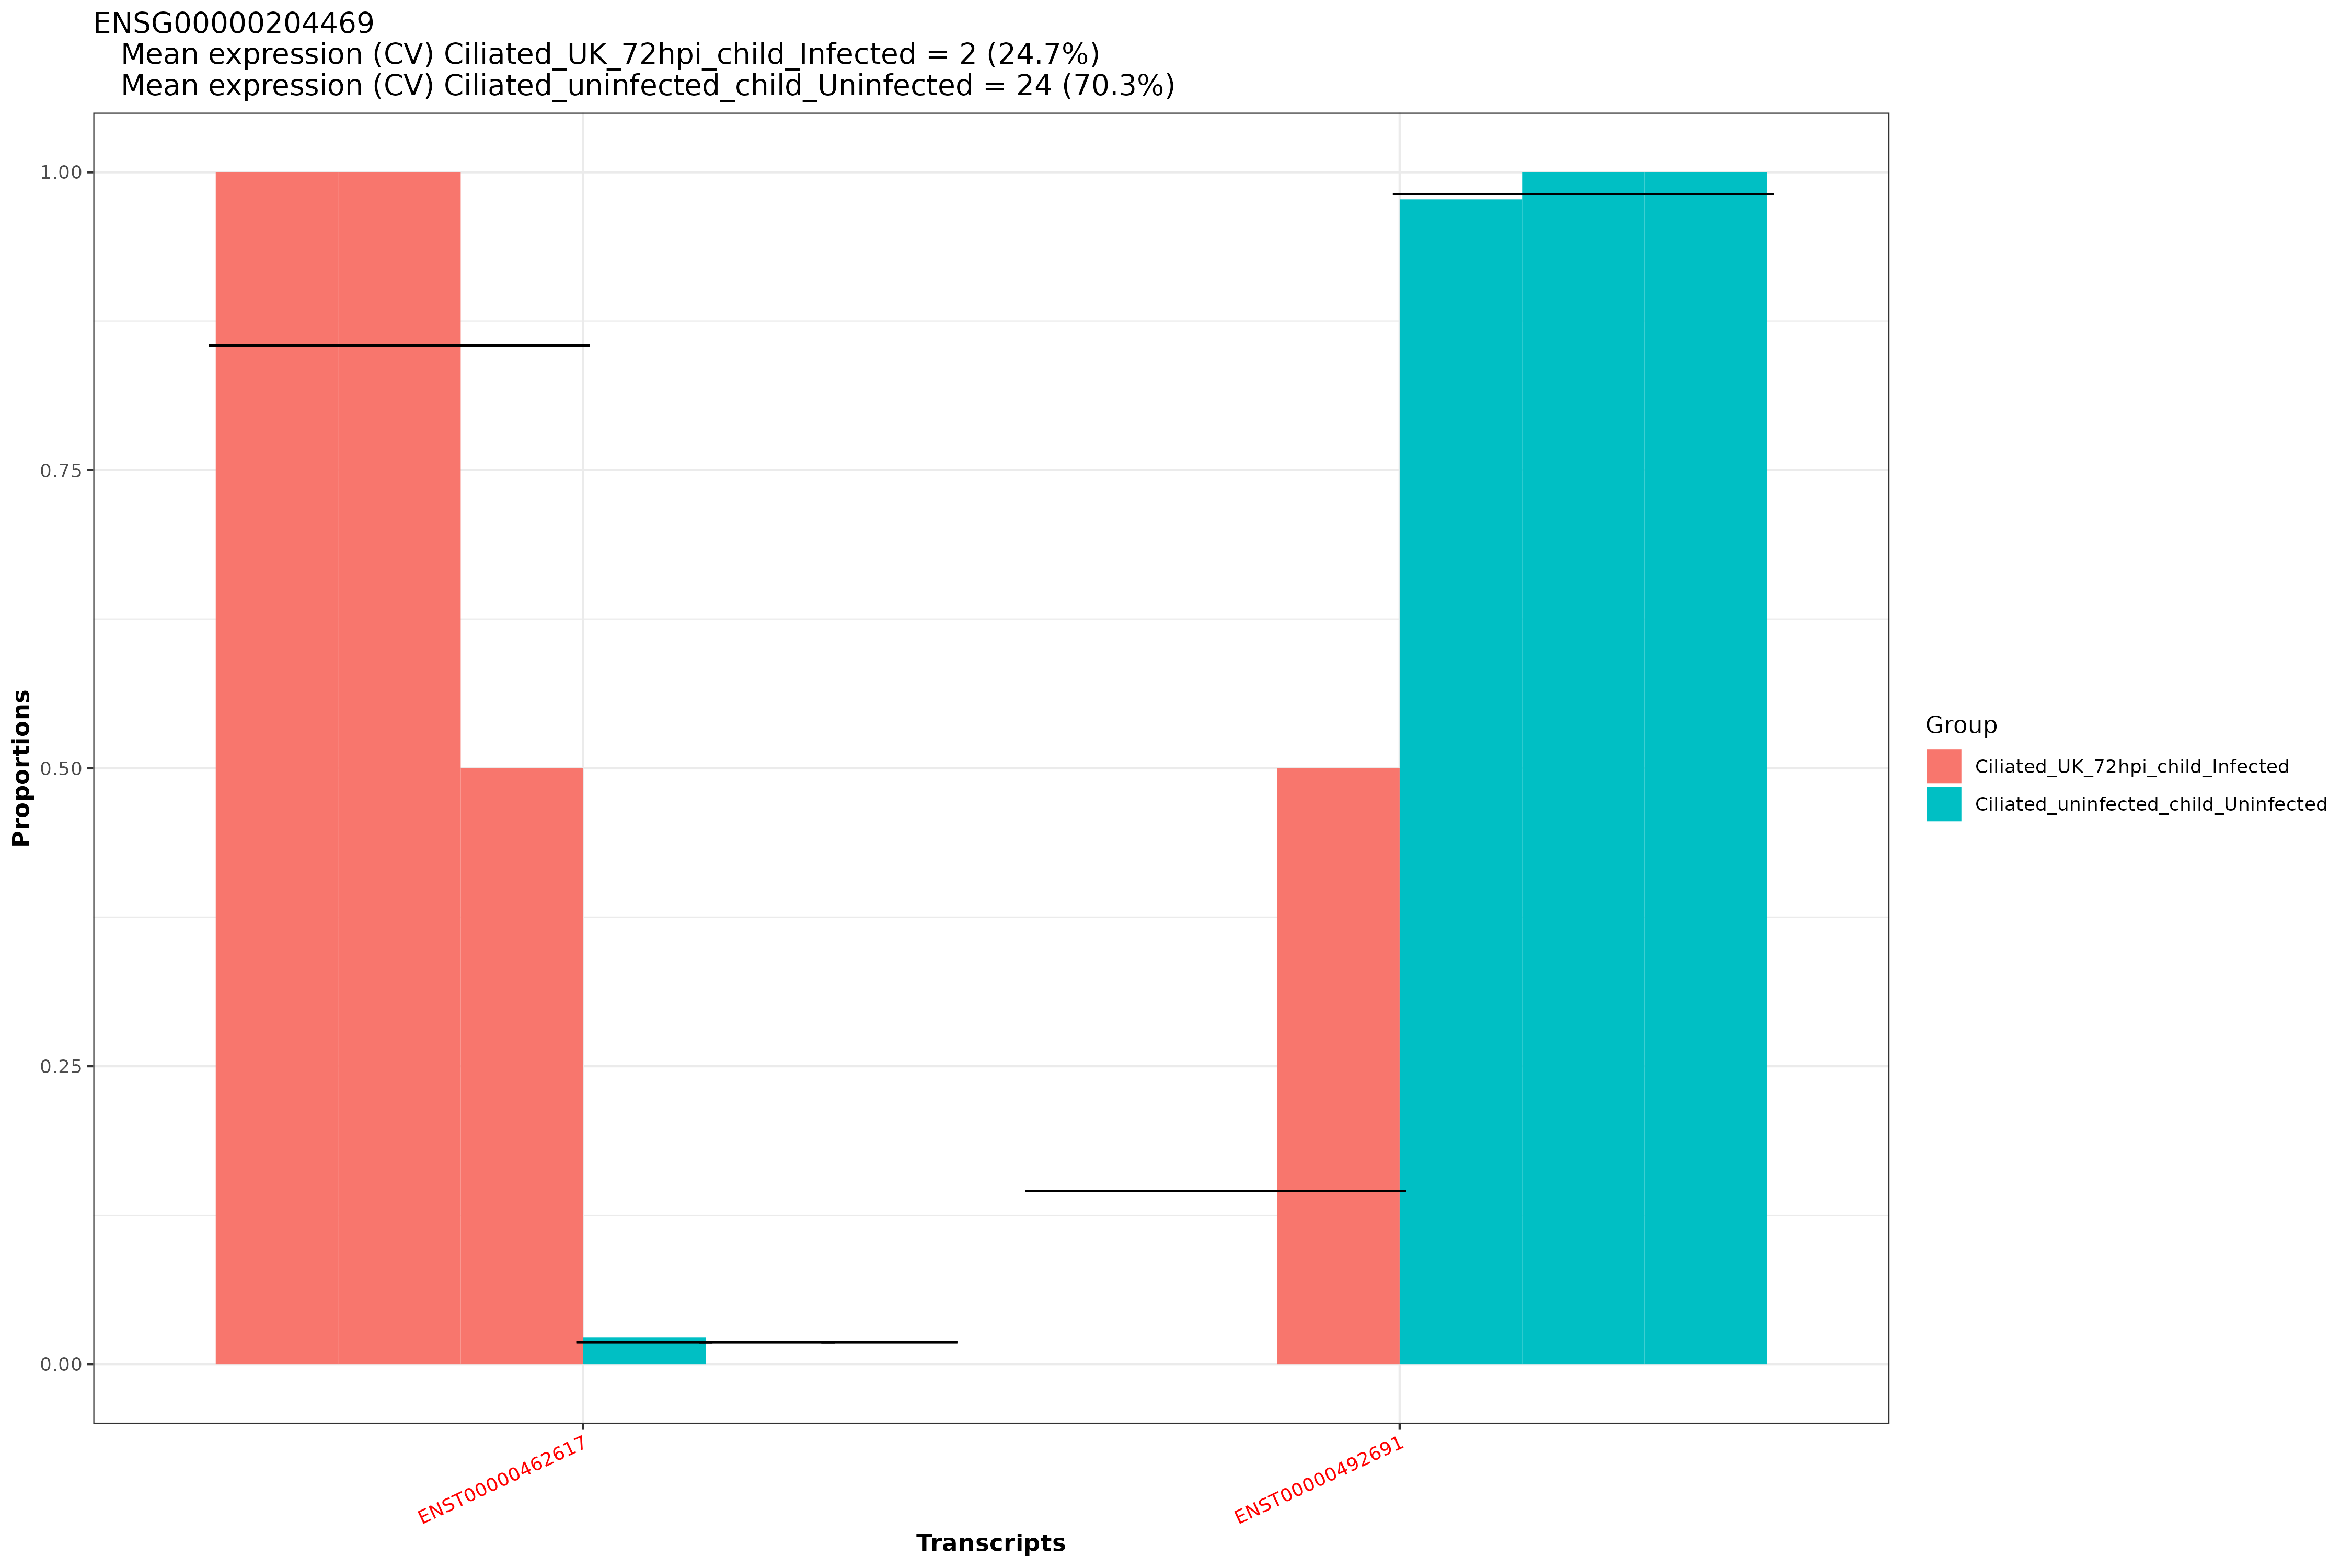 ENSG00000204469
Mean expression (CV) Ciliated_UK_72hpi_child_Infected = 2 (24.7%)
Mean expression (CV) Ciliated_uninfected_child_Uninfected = 24 (70.3%)
1.00
0.75
0.50
0.25
0.00
Proportions
ENST0000462617
ENST00000492691
Transcripts
Group
Ciliated_UK_72hpi_child_Infected
Ciliated_uninfected_child_Uninfected